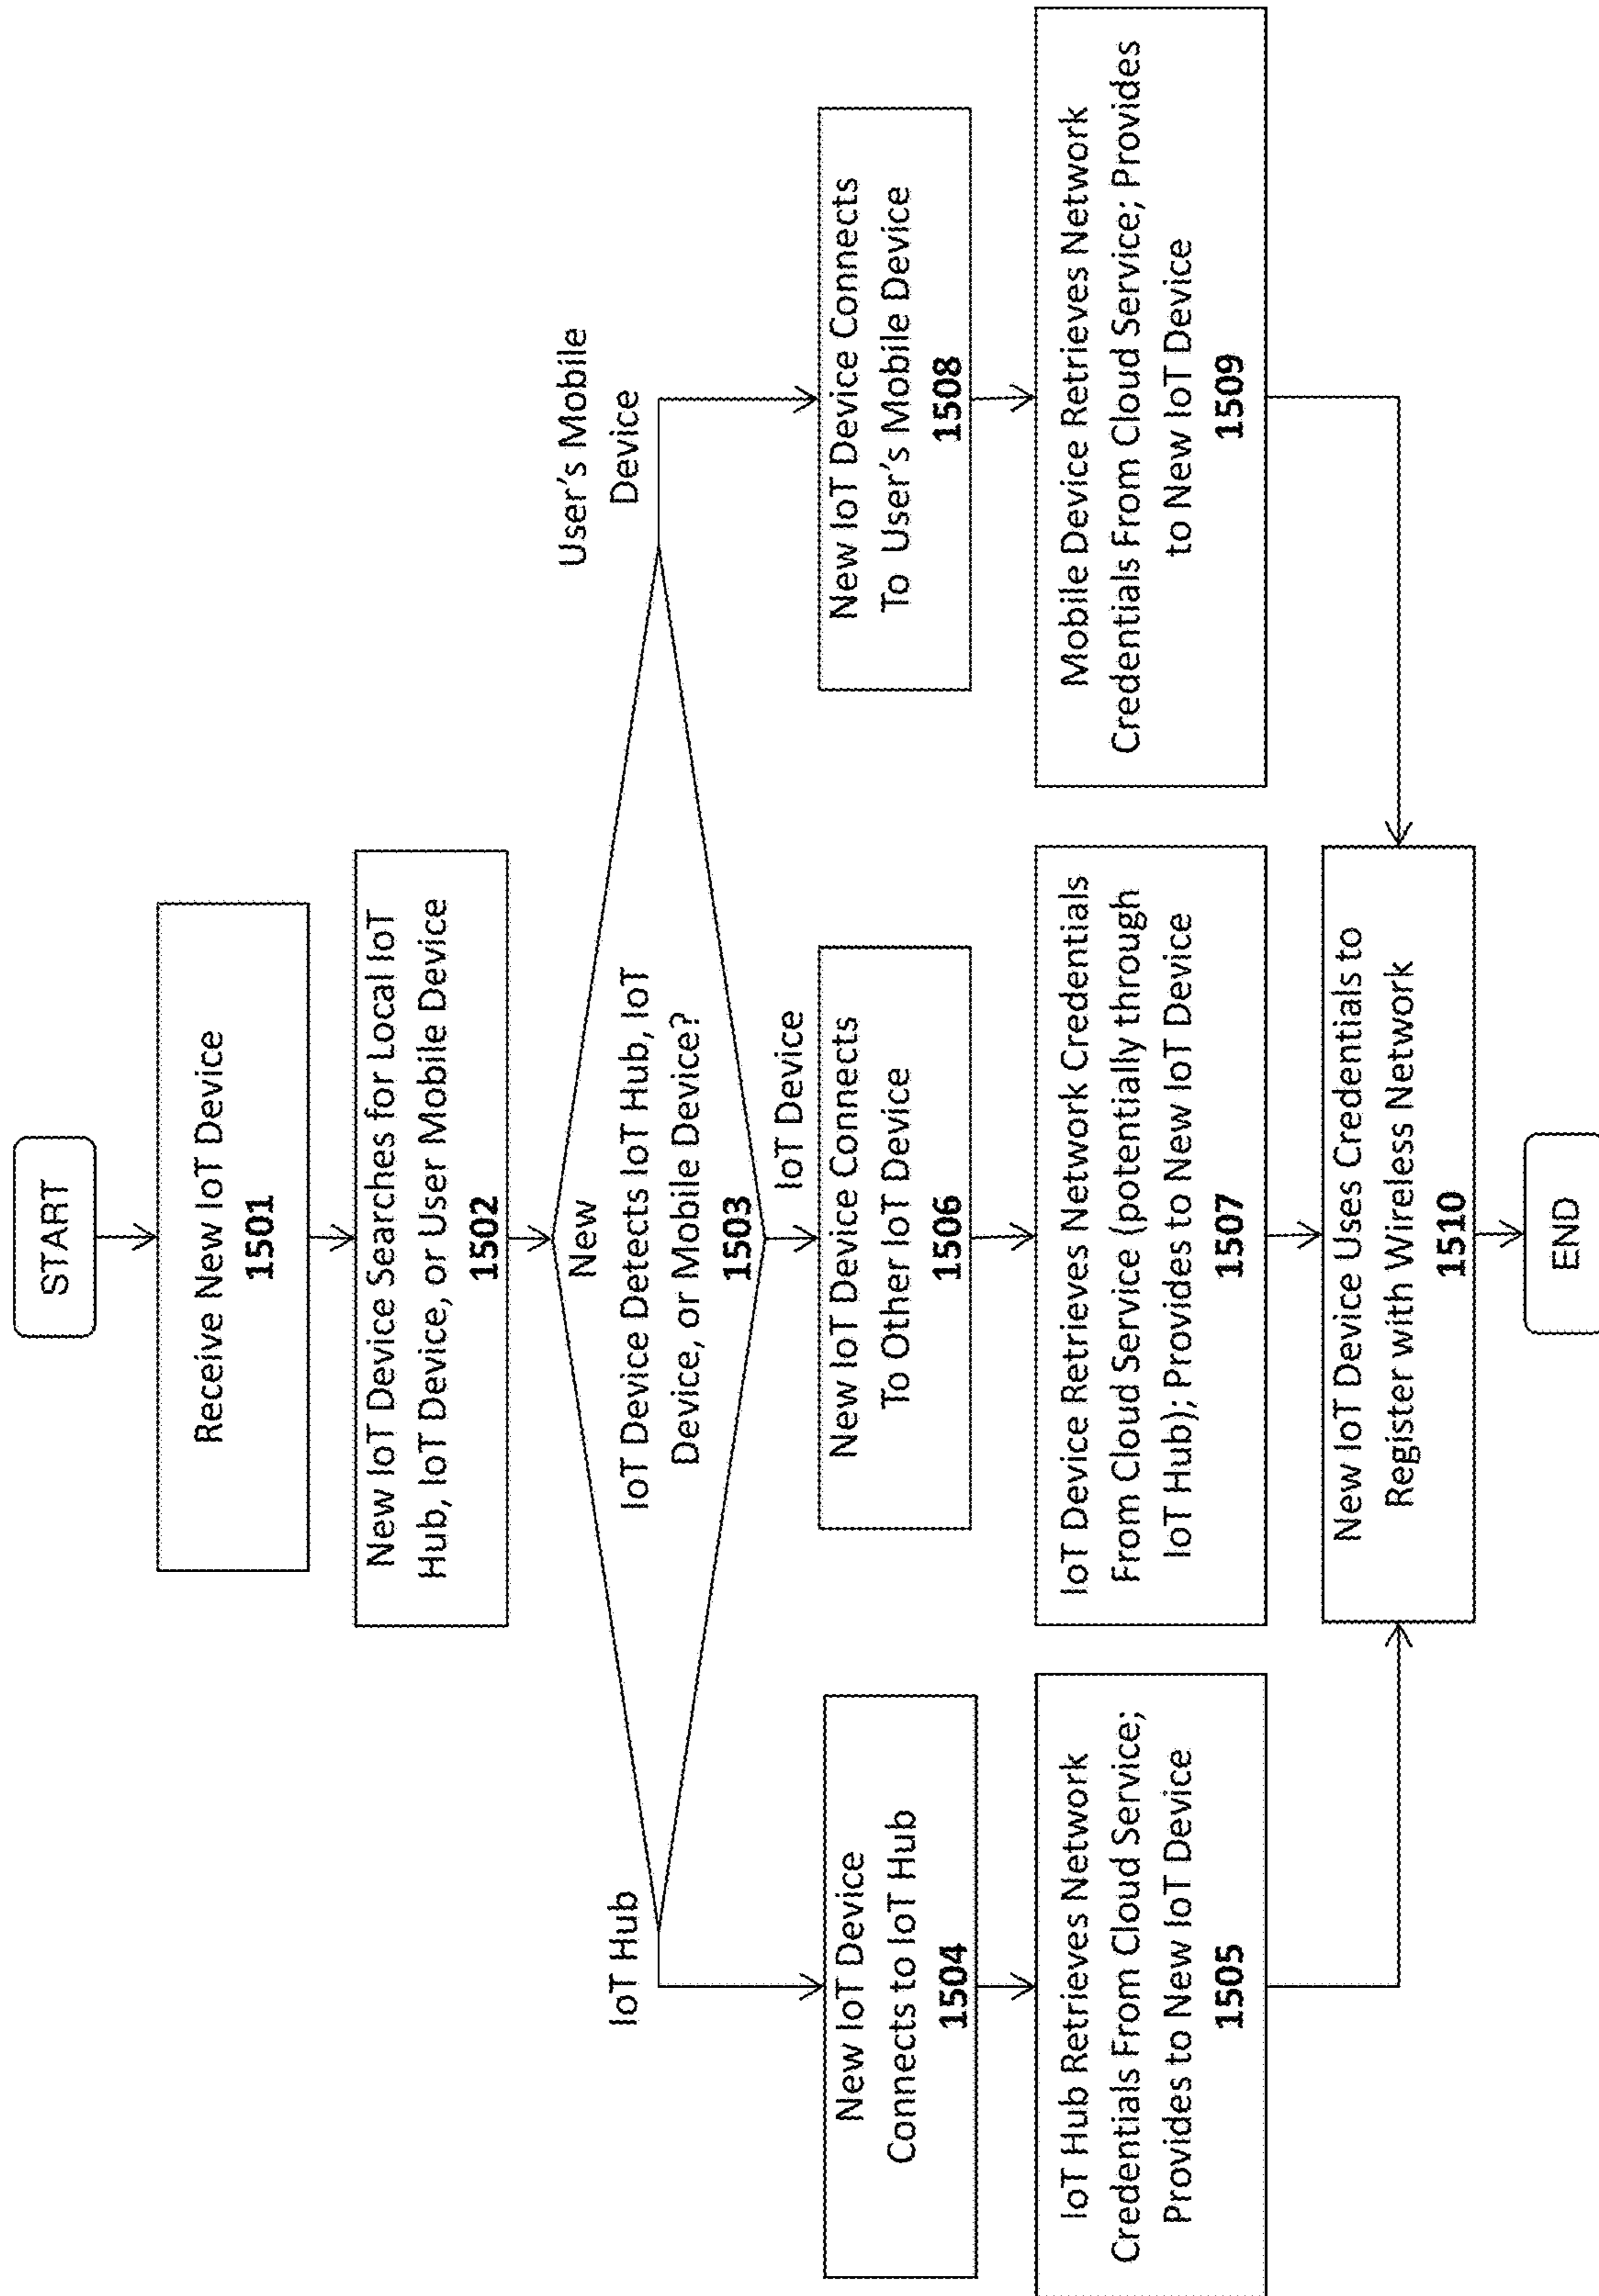 START
Receive New IoT Device
1501
New IoT Device Searches for Local IoT
Hub, IoT Device, or User Mobile Device
1502
New
IoT Device Detects IoT Hub, IoT
Device, or Mobile Device?
1503
IoT Hub
IoT Device
User's Mobile
Device
New IoT Device
Connects to IoT Hub
1504
IoT Hub Retrieves Network
Credentials From Cloud Service;
Provides to New IoT Device
1505
New IoT Device Connects
To Other IoT Device
1506
IoT Device Retrieves Network Credentials
From Cloud Service (potentially through
IoT Hub); Provides to New IoT Device
1507
New IoT Device Connects
To User's Mobile Device
1508
Mobile Device Retrieves Network
Credentials From Cloud Service; Provides
to New IoT Device
1509
New IoT Device Uses Credentials to
Register with Wireless Network
1510
END